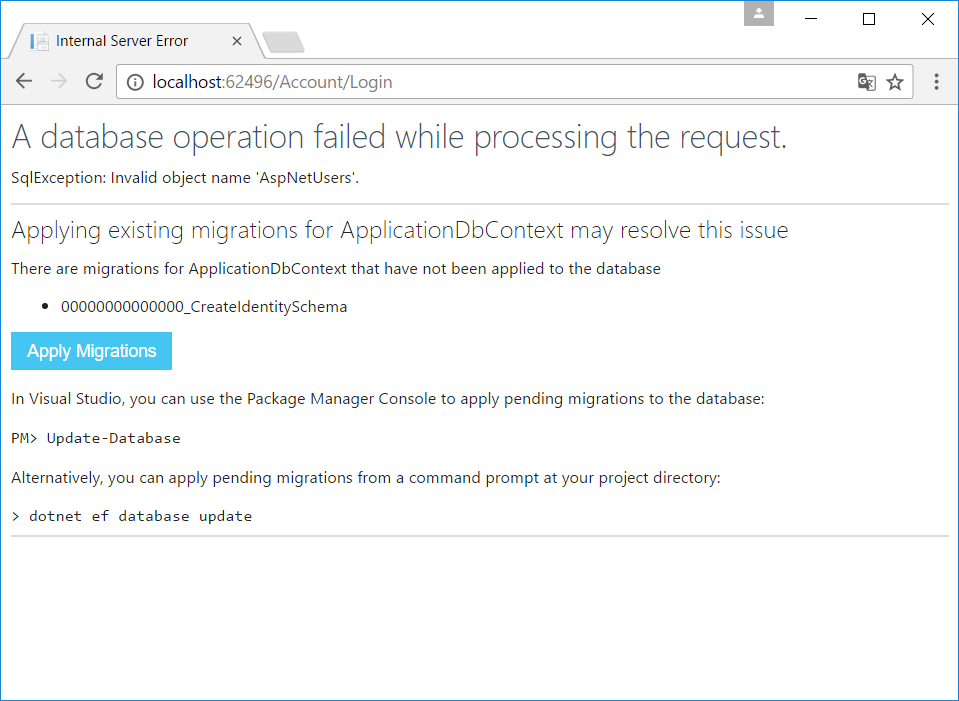 Internal Server Error
localhost:62496/Account/Login
A database operation failed while processing the request.
SqlException: Invalid object name 'AspNetUsers'.
Applying existing migrations for ApplicationDbContext may resolve this issue
There are migrations for ApplicationDbContext that have not been applied to the database
• 00000000000000_CreateIdentitySchema
Apply Migrations
In Visual Studio, you can use the Package Manager Console to apply pending migrations to the database:
PM> Update-Database
Alternatively, you can apply pending migrations from a command prompt at your project directory:
> dotnet ef database update